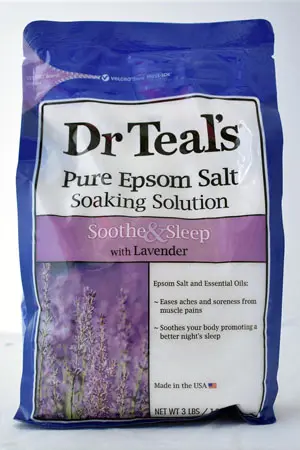 Dr Teal's
Pure Epsom Salt
Soaking Solution
Soothe&Sleep
with Lavender
Epsom Salt and Essential Oils:
~ Eases aches and soreness from
muscle pains
~ Soothes your body promoting a
better night's sleep
Made in the USA
NET WT 3 LBS /